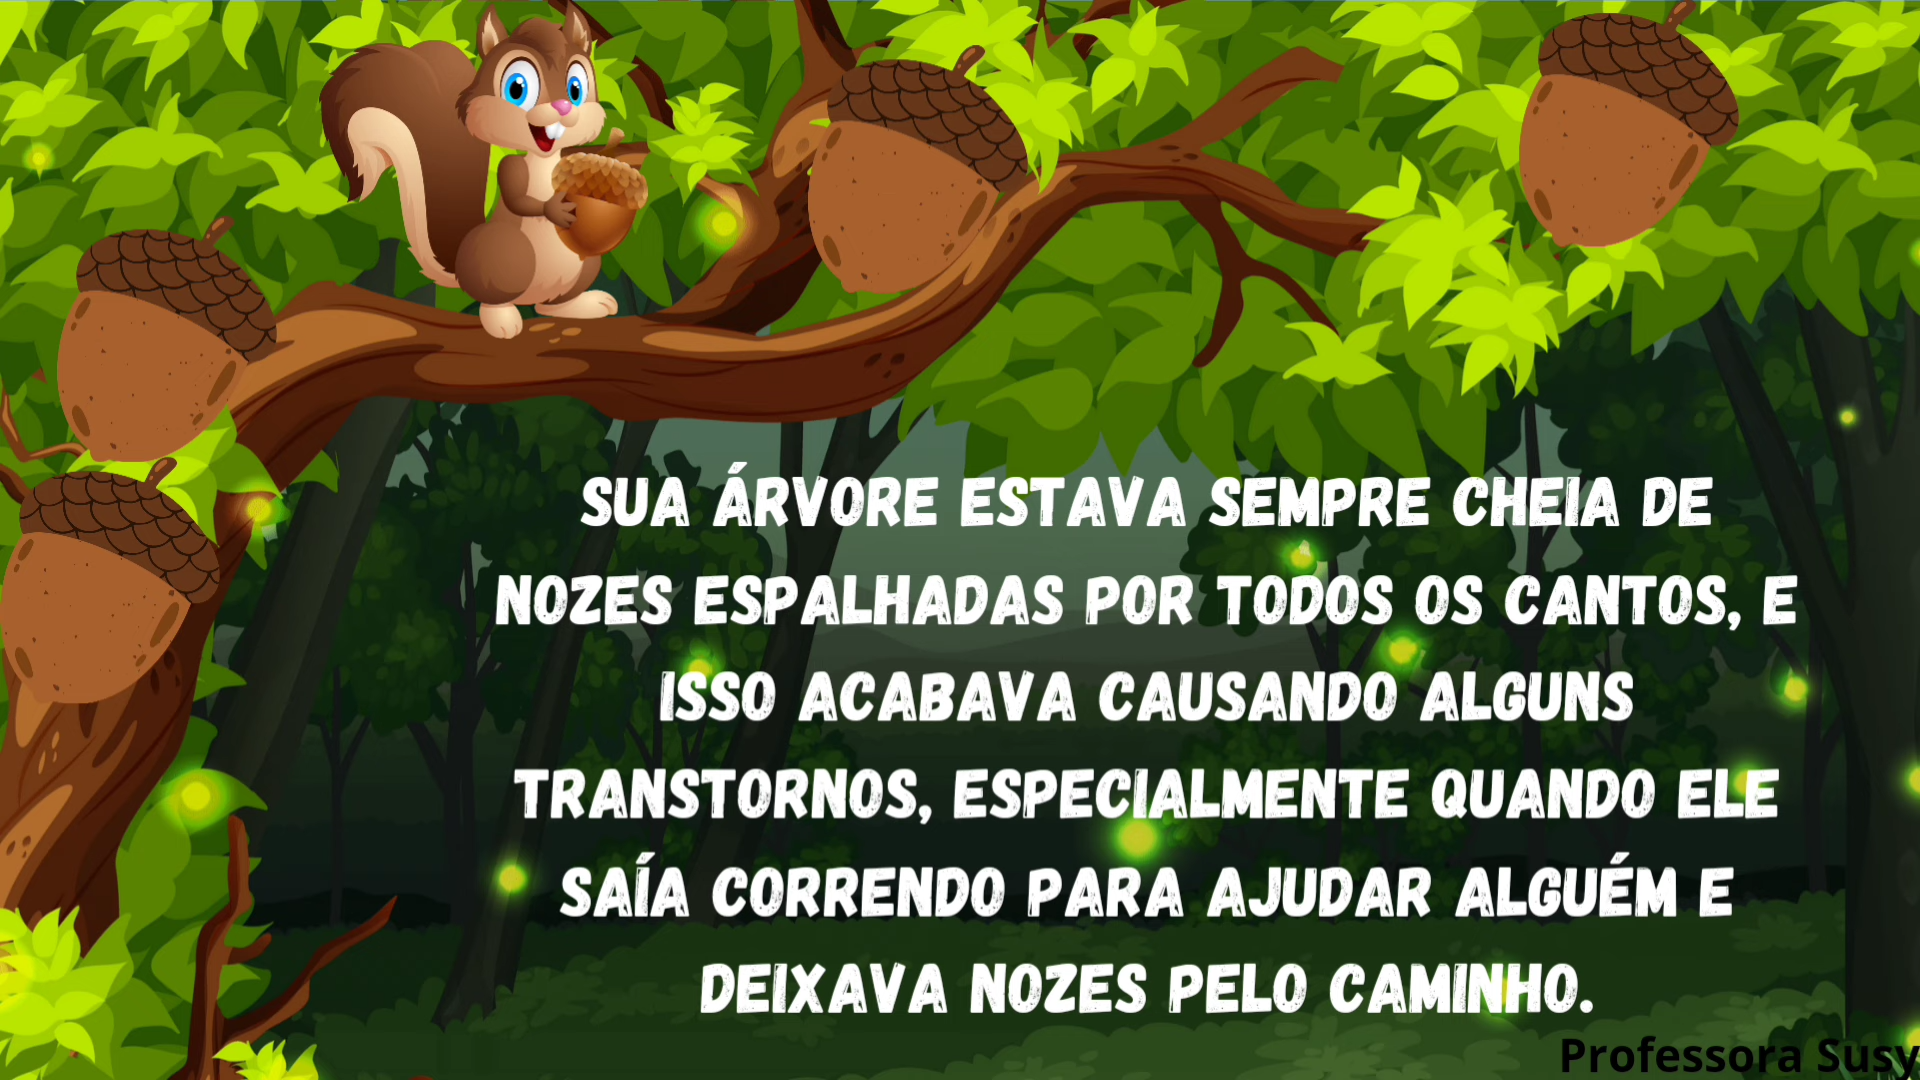 SUA ÁRVORE ESTAVA SEMPRE CHEIA DE
NOZES ESPALHADAS POR TODOS OS CANTOS, E
ISSO ACABAVA CAUSANDO ALGUNS
TRANSTORNOS, ESPECIALMENTE QUANDO ELE
SAÍA CORRENDO PARA AJUDAR ALGUÉM E
DEIXAVA NOZES PELO CAMINHO.
Professora Susy